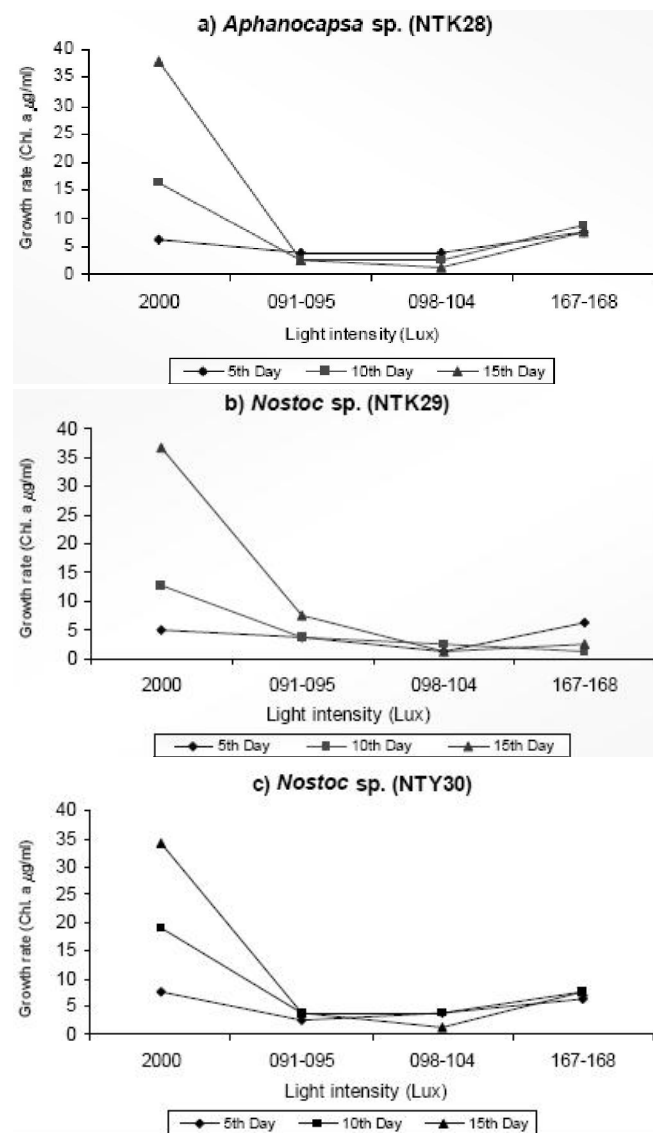 a) Aphanocapsa sp. (NTK28)
Growth rate (Chl. a µg/ml)
40
35
30
25
20
15
10
5
0
2000 091-095 098-104 167-168
Light intensity (Lux)
5th Day 10th Day 15th Day
b) Nostoc sp. (NTK29)
Growth rate (Chl. a µg/ml)
40
35
30
25
20
15
10
5
0
2000 091-095 098-104 167-168
Light intensity (Lux)
5th Day 10th Day 15th Day
c) Nostoc sp. (NTY30)
Growth rate (Chl. a µg/ml)
40
35
30
25
20
15
10
5
0
2000 091-095 098-104 167-168
Light intensity (Lux)
5th Day 10th Day 15th Day